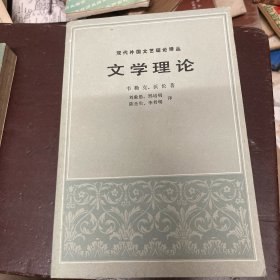 现代外国文艺理论译丛
文学理论
韦勒克、沃伦著
刘象愚、邢培明
陈圣生、李哲明 译